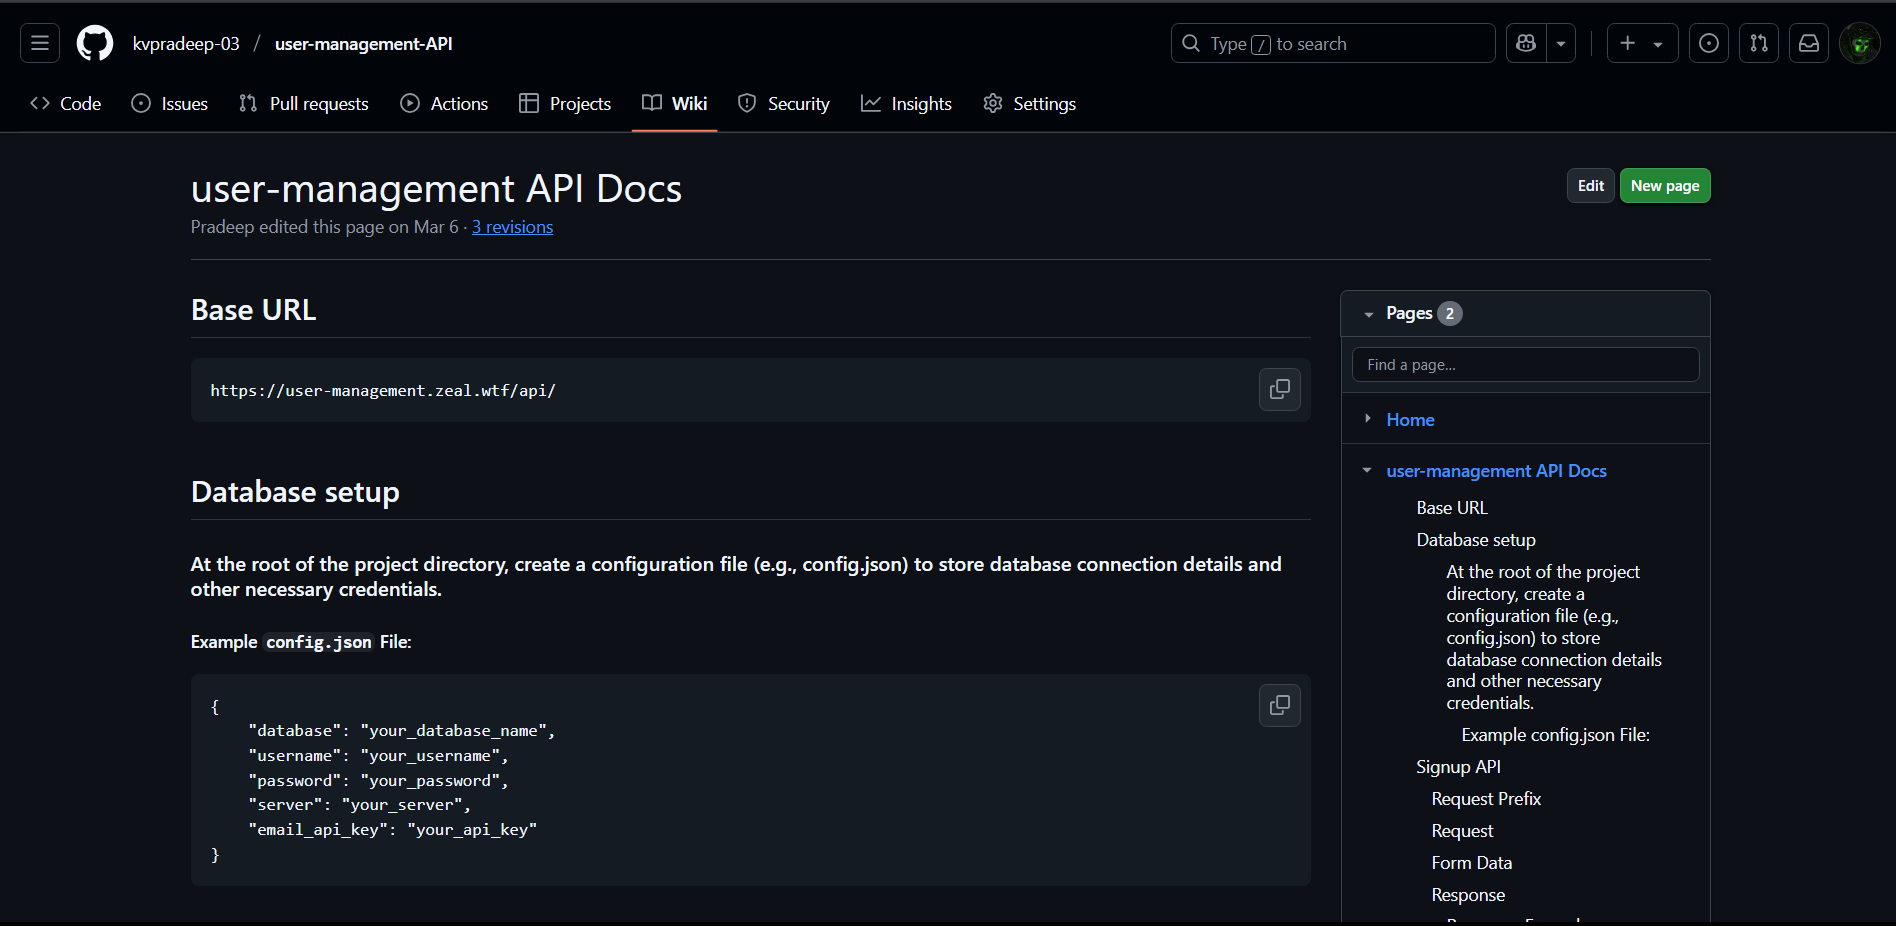 kvpradeep-03 / user-management-API
Type / to search
Code
Issues
Pull requests
Actions
Projects
Wiki
Security
Insights
Settings
user-management API Docs
Edit
New page
Pradeep edited this page on Mar 6 · 3 revisions
Base URL
https://user-management.zeal.wtf/api/
Database setup
At the root of the project directory, create a configuration file (e.g., config.json) to store database connection details and
other necessary credentials.
Example config.json File:
{
    "database": "your_database_name",
    "username": "your_username",
    "password": "your_password",
    "server": "your_server",
    "email_api_key": "your_api_key"
}
Pages 2
Find a page...
Home
user-management API Docs
Base URL
Database setup
At the root of the project
directory, create a
configuration file (e.g.,
config.json) to store
database connection details
and other necessary
credentials.
Example config.json File:
Signup API
Request Prefix
Request
Form Data
Response